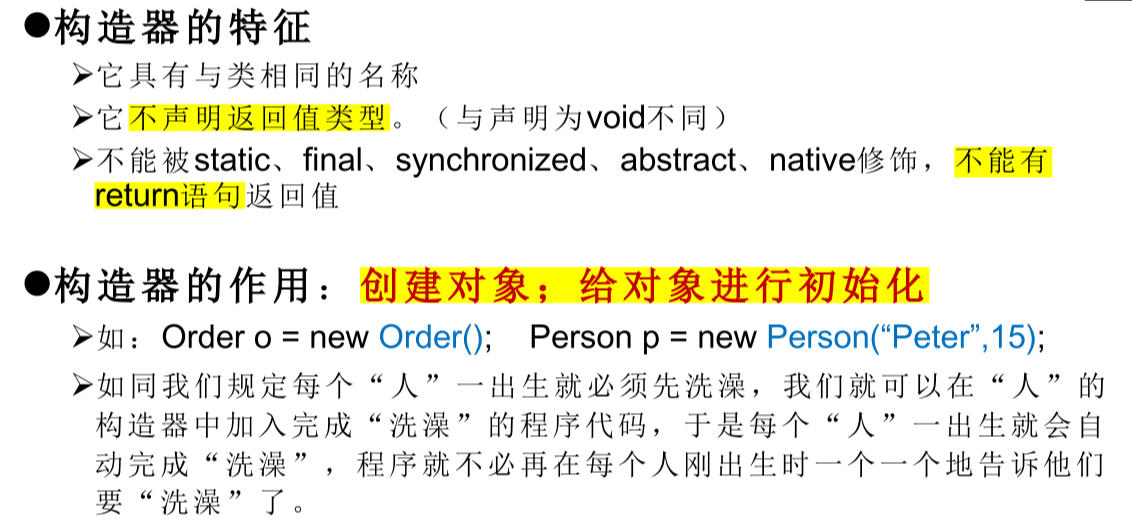 ●构造器的特征
➢它具有与类相同的名称
➢它不声明返回值类型。（与声明为void不同）
➢不能被static、final、synchronized、abstract、native修饰，不能有
return语句返回值
●构造器的作用：创建对象；给对象进行初始化
➢如：Order o = new Order(); Person p = new Person(“Peter”,15);
➢如同我们规定每个“人”一出生就必须先洗澡，我们就可以在“人”的
构造器中加入完成“洗澡”的程序代码，于是每个“人”一出生就会自
动完成“洗澡”，程序就不必再在每个人刚出生时一个一个地告诉他们
要“洗澡”了。